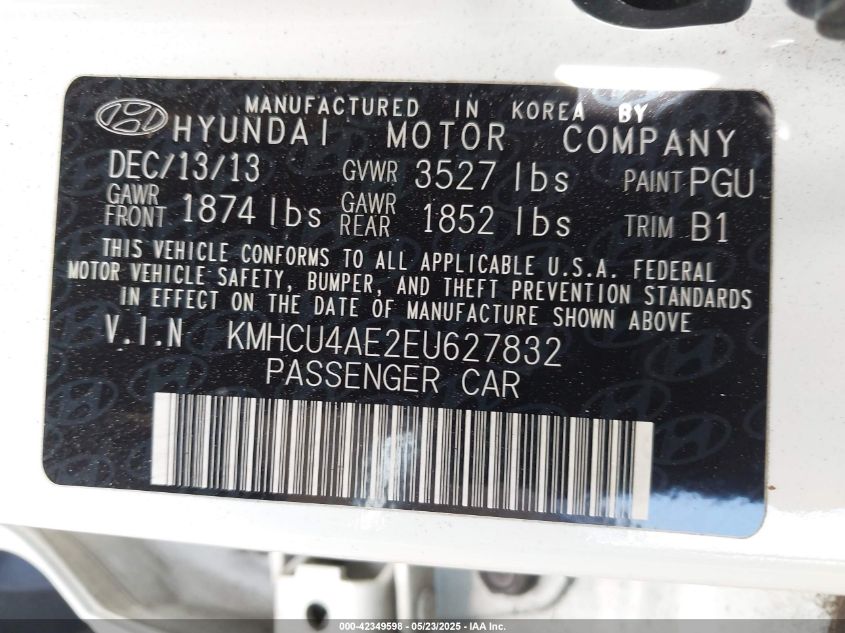 MANUFACTURED IN KOREA BY
HYUNDAI MOTOR COMPANY
DEC/13/13 GVWR 3527 lbs PAINT PGU
GAWR FRONT 1874 lbs GAWR REAR 1852 lbs TRIM B1
THIS VEHICLE CONFORMS TO ALL APPLICABLE U.S.A. FEDERAL
MOTOR VEHICLE-SAFETY, BUMPER, AND THEFT PREVENTION STANDARDS
IN EFFECT ON THE DATE OF MANUFACTURE SHOWN ABOVE
V.I.N KMHCU4AE2EU627832
PASSENGER CAR
000-42349598 - 05/23/2025 - IAA Inc.